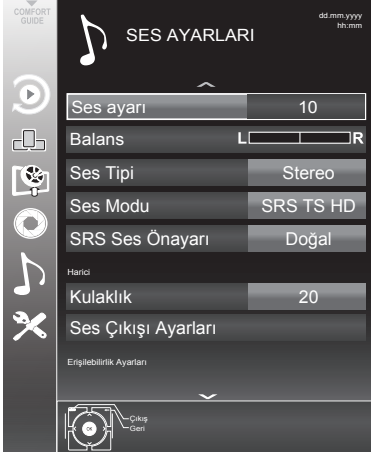 COMFORT
GUIDE
SES AYARLARI
dd.mm.yyyy
hh:mm
Ses ayarı 10
Balans L R
Ses Tipi Stereo
Ses Modu SRS TS HD
SRS Ses Önayarı Doğal
Harici
Kulaklık 20
Ses Çıkışı Ayarları
Erişilebilirlik Ayarları
Çıkış
Geri
OK